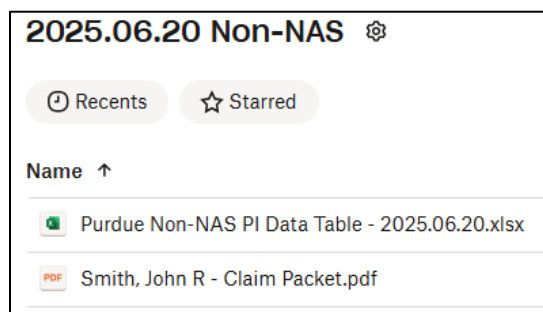 2025.06.20 Non-NAS
Recents
Starred
Name ↑
Purdue Non-NAS PI Data Table - 2025.06.20.xlsx
PDF
Smith, John R - Claim Packet.pdf